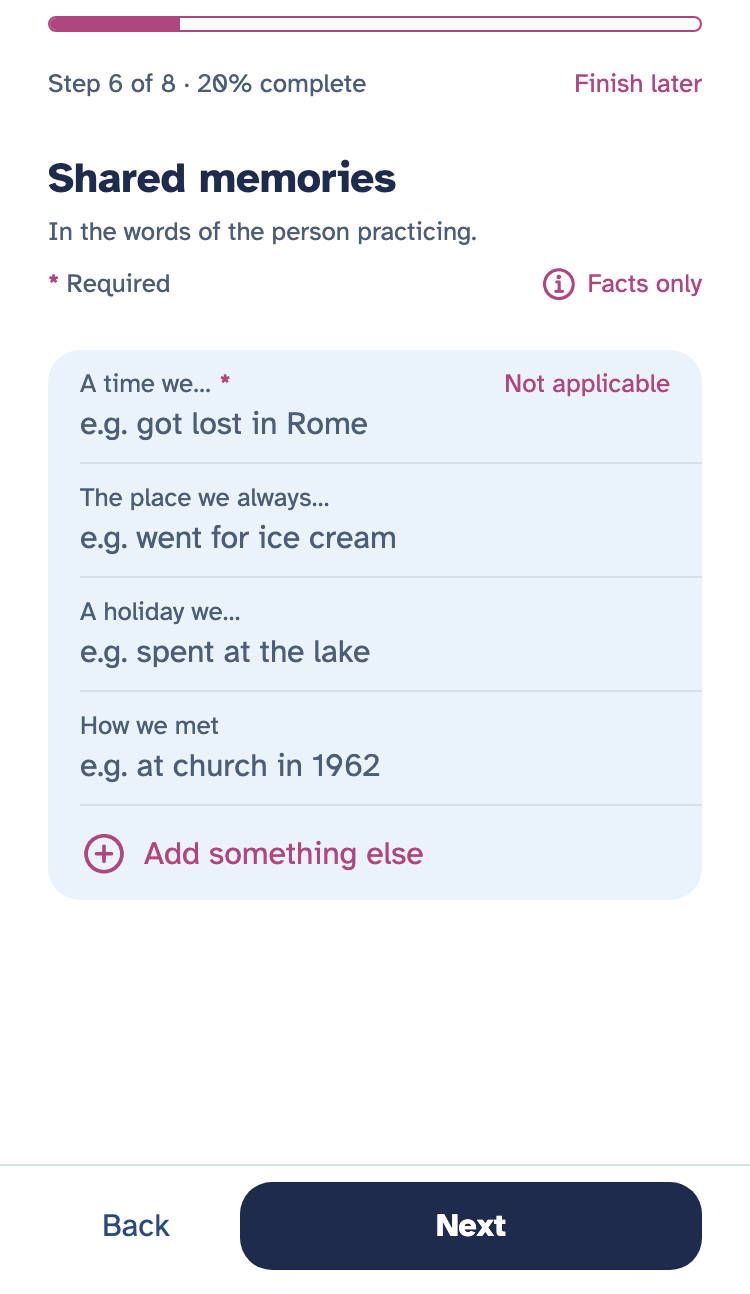 Step 6 of 8 · 20% complete
Finish later
Shared memories
In the words of the person practicing.
* Required
Facts only
A time we... *
Not applicable
e.g. got lost in Rome
The place we always...
e.g. went for ice cream
A holiday we...
e.g. spent at the lake
How we met
e.g. at church in 1962
Add something else
Back
Next